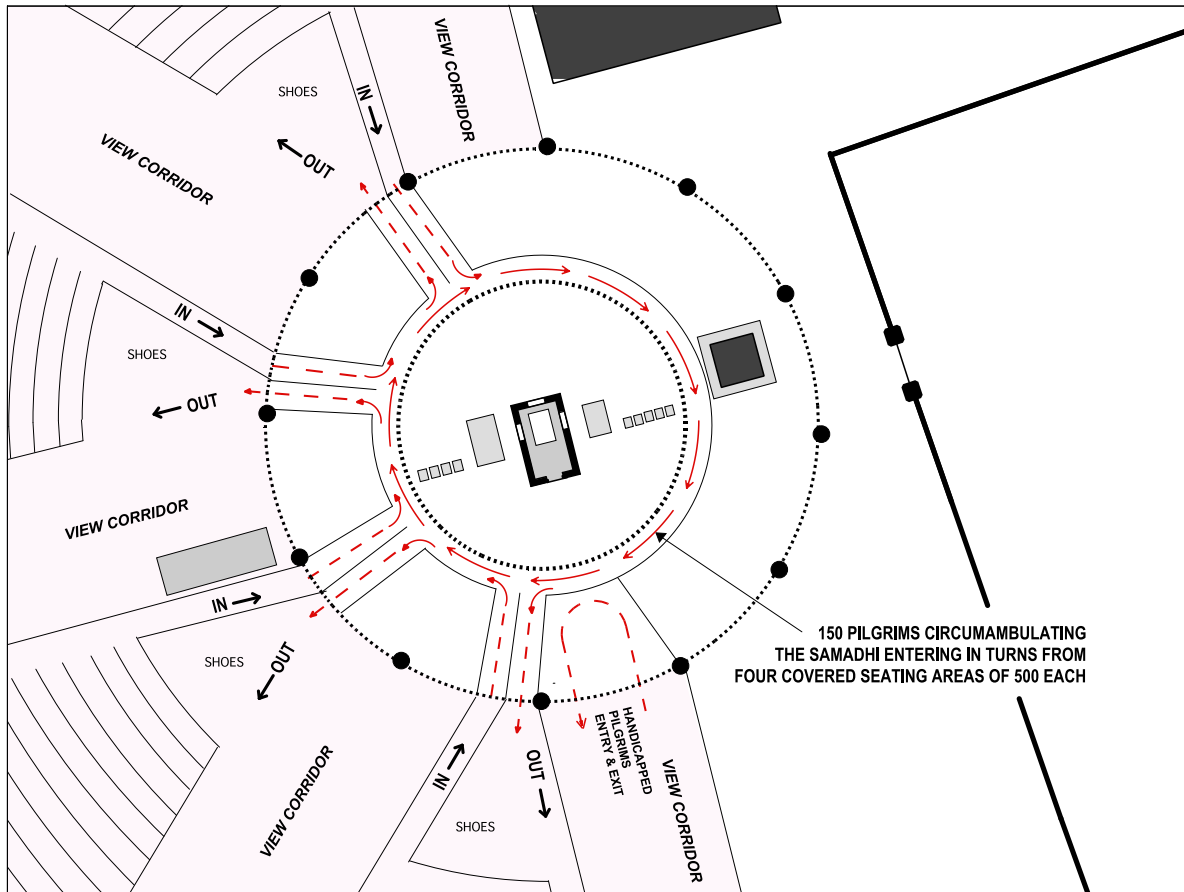 VIEW CORRIDOR
SHOES
IN
VIEW CORRIDOR
OUT
IN
SHOES
OUT
VIEW CORRIDOR
IN
SHOES
OUT
150 PILGRIMS CIRCUMAMBULATING
THE SAMADHI ENTERING IN TURNS FROM
FOUR COVERED SEATING AREAS OF 500 EACH
HANDICAPPED
PILGRIMS
ENTRY & EXIT
VIEW CORRIDOR
VIEW CORRIDOR
IN
OUT
SHOES